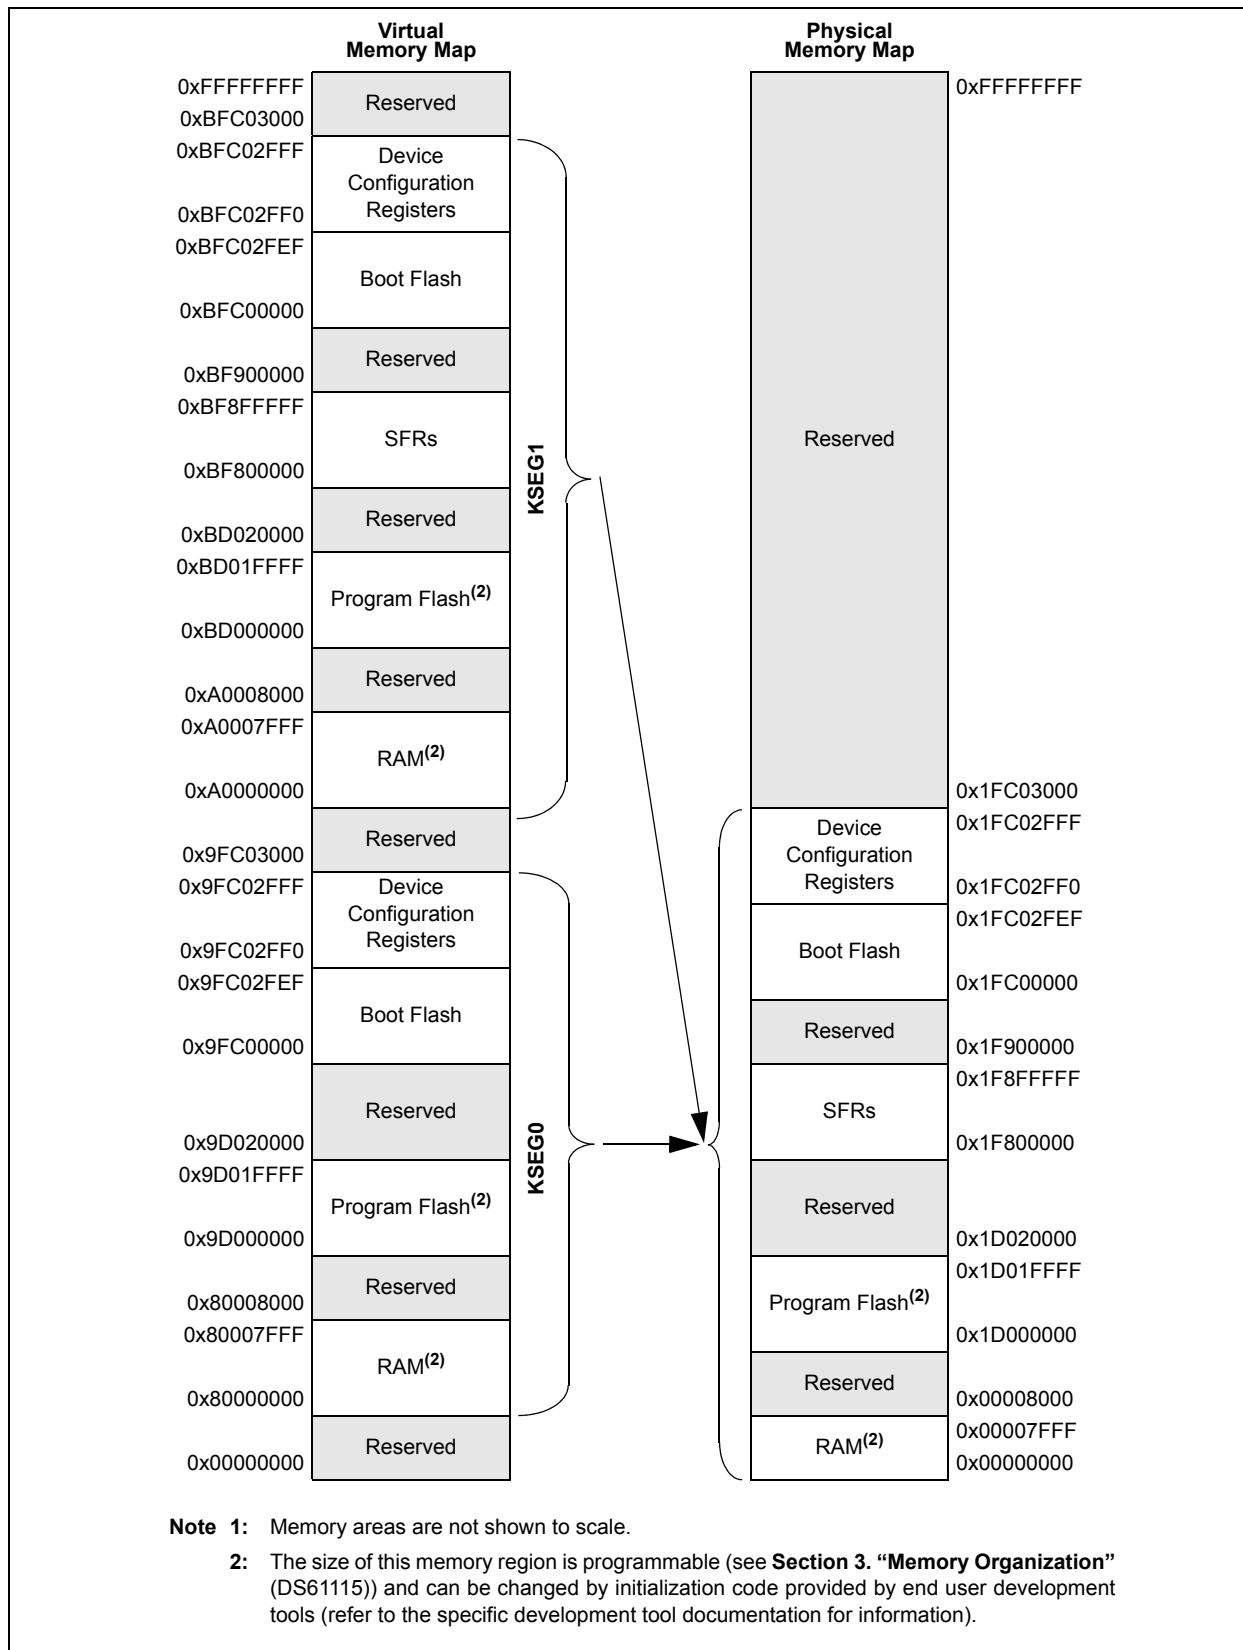 Virtual
Memory Map
Physical
Memory Map
0xFFFFFFFF
0xBFC03000
0xBFC02FFF
0xBFC02FF0
0xBFC02FEF
0xBFC00000
0xBF900000
0xBF8FFFFF
0xBF800000
0xBD020000
0xBD01FFFF
0xBD000000
0xA0008000
0xA0007FFF
0xA0000000
0x9FC03000
0x9FC02FFF
0x9FC02FF0
0x9FC02FEF
0x9FC00000
0x9D020000
0x9D01FFFF
0x9D000000
0x80008000
0x80007FFF
0x80000000
0x00000000
Reserved
Device
Configuration
Registers
Boot Flash
Reserved
SFRs
Reserved
Program Flash(2)
Reserved
RAM(2)
Reserved
Device
Configuration
Registers
Boot Flash
Reserved
Program Flash(2)
Reserved
RAM(2)
Reserved
KSEG1
KSEG0
Reserved
Device
Configuration
Registers
Boot Flash
Reserved
SFRs
Reserved
Program Flash(2)
Reserved
RAM(2)
0xFFFFFFFF
0x1FC03000
0x1FC02FFF
0x1FC02FF0
0x1FC02FEF
0x1FC00000
0x1F900000
0x1F8FFFFF
0x1F800000
0x1D020000
0x1D01FFFF
0x1D000000
0x00008000
0x00007FFF
0x00000000
Note 1: Memory areas are not shown to scale.
2: The size of this memory region is programmable (see Section 3. “Memory Organization”
(DS61115)) and can be changed by initialization code provided by end user development
tools (refer to the specific development tool documentation for information).